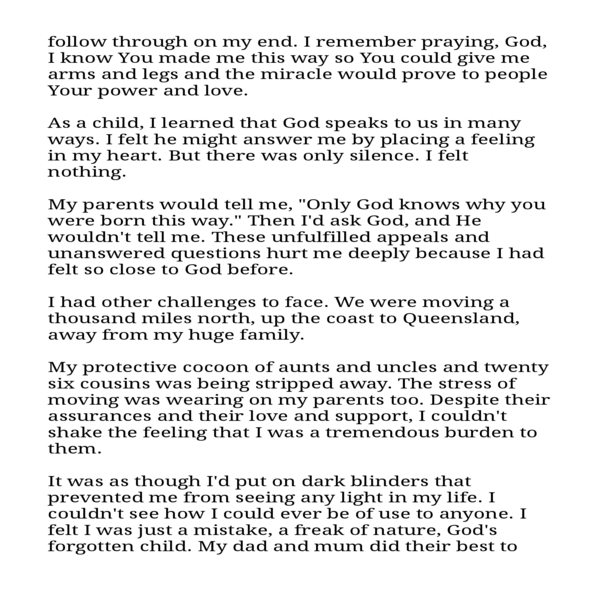 follow through on my end. I remember praying, God,
I know You made me this way so You could give me
arms and legs and the miracle would prove to people
Your power and love.
As a child, I learned that God speaks to us in many
ways. I felt he might answer me by placing a feeling
in my heart. But there was only silence. I felt
nothing.
My parents would tell me, "Only God knows why you
were born this way." Then I'd ask God, and He
wouldn't tell me. These unfulfilled appeals and
unanswered questions hurt me deeply because I had
felt so close to God before.
I had other challenges to face. We were moving a
thousand miles north, up the coast to Queensland,
away from my huge family.
My protective cocoon of aunts and uncles and twenty
six cousins was being stripped away. The stress of
moving was wearing on my parents too. Despite their
assurances and their love and support, I couldn't
shake the feeling that I was a tremendous burden to
them.
It was as though I'd put on dark blinders that
prevented me from seeing any light in my life. I
couldn't see how I could ever be of use to anyone. I
felt I was just a mistake, a freak of nature, God's
forgotten child. My dad and mum did their best to